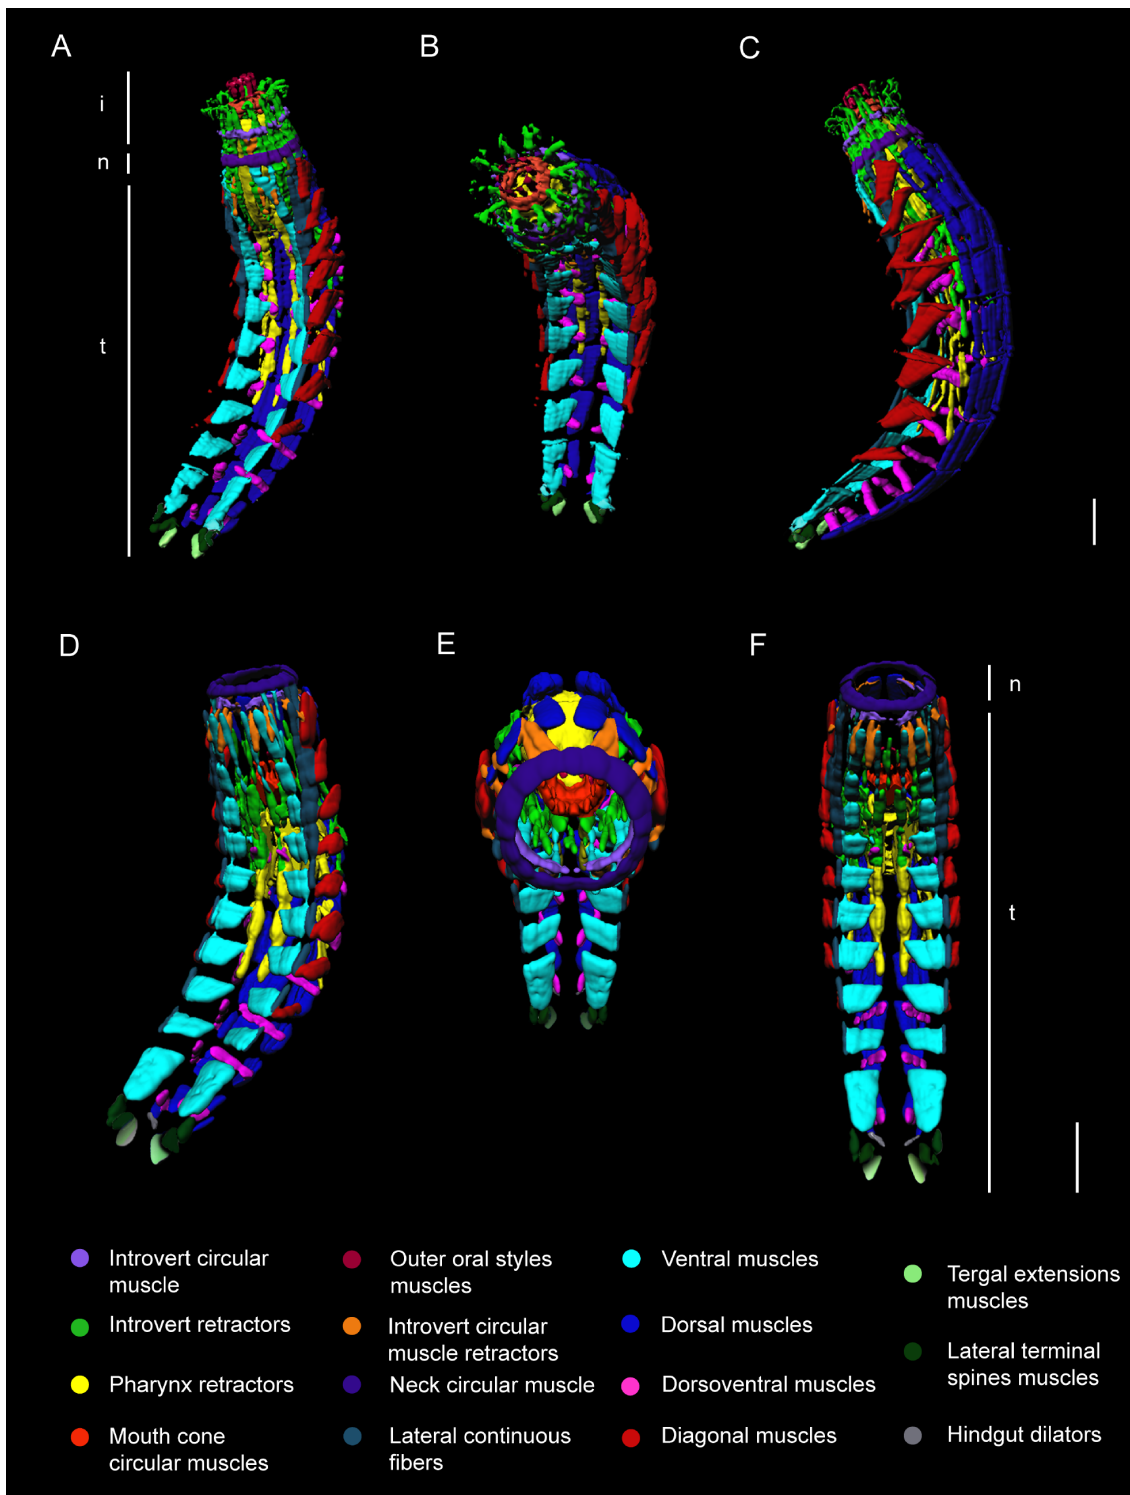 A
B
C
i
n
t
D
E
F
n
t
Introvert circular
muscle
Introvert retractors
Pharynx retractors
Mouth cone
circular muscles
Outer oral styles
muscles
Introvert circular
muscle retractors
Neck circular muscle
Lateral continuous
fibers
Ventral muscles
Dorsal muscles
Dorsoventral muscles
Diagonal muscles
Tergal extensions
muscles
Lateral terminal
spines muscles
Hindgut dilators